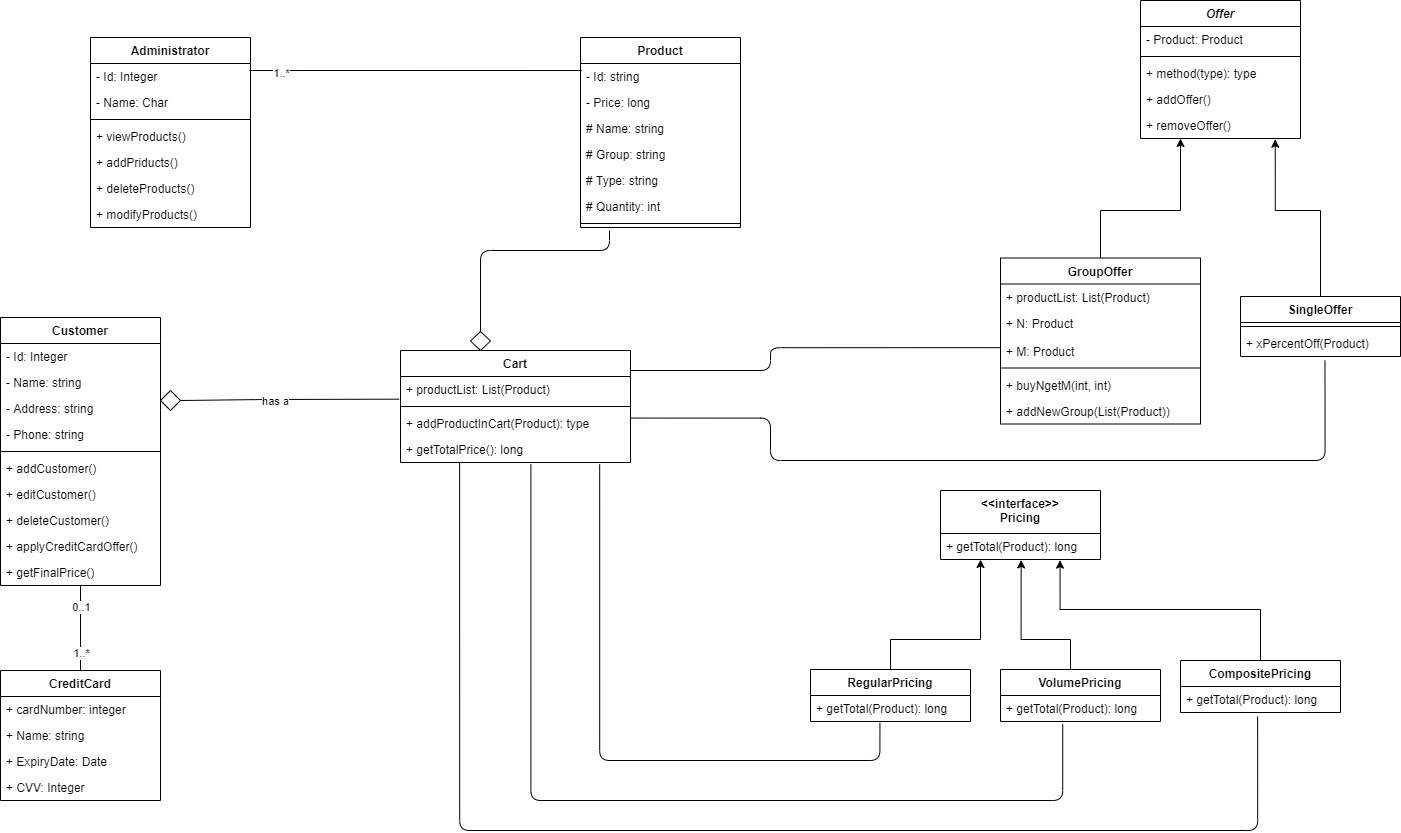 Administrator
- Id: Integer
- Name: Char
+ viewProducts()
+ addPriducts()
+ deleteProducts()
+ modifyProducts()
1..*
Product
- Id: string
- Price: long
# Name: string
# Group: string
# Type: string
# Quantity: int
Offer
- Product: Product
+ method(type): type
+ addOffer()
+ removeOffer()
GroupOffer
+ productList: List(Product)
+ N: Product
+ M: Product
+ buyNgetM(int, int)
+ addNewGroup(List(Product))
SingleOffer
+ xPercentOff(Product)
Customer
- Id: Integer
- Name: string
- Address: string
- Phone: string
+ addCustomer()
+ editCustomer()
+ deleteCustomer()
+ applyCreditCardOffer()
+ getFinalPrice()
has a
Cart
+ productList: List(Product)
+ addProductInCart(Product): type
+ getTotalPrice(): long
<<interface>>
Pricing
+ getTotal(Product): long
0..1
1..*
CreditCard
+ cardNumber: integer
+ Name: string
+ ExpiryDate: Date
+ CVV: Integer
RegularPricing
+ getTotal(Product): long
VolumePricing
+ getTotal(Product): long
CompositePricing
+ getTotal(Product): long